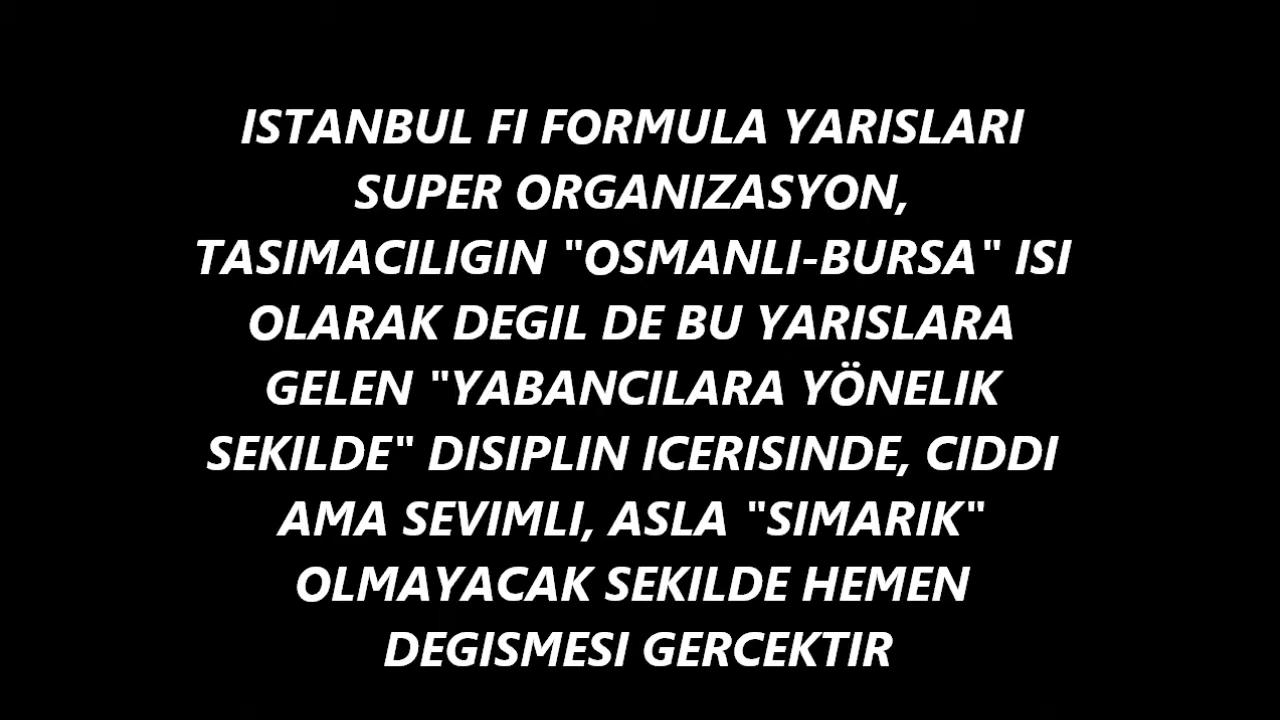 ISTANBUL FI FORMULA YARISLARI
SUPER ORGANIZASYON,
TASIMACILIGIN "OSMANLI-BURSA" ISI
OLARAK DEGIL DE BU YARISLARA
GELEN "YABANCILARA YÖNELIK
SEKILDE" DISIPLIN ICERISINDE, CIDDI
AMA SEVIMLI, ASLA "SIMARIK"
OLMAYACAK SEKILDE HEMEN
DEGISMESI GERCEKTIR